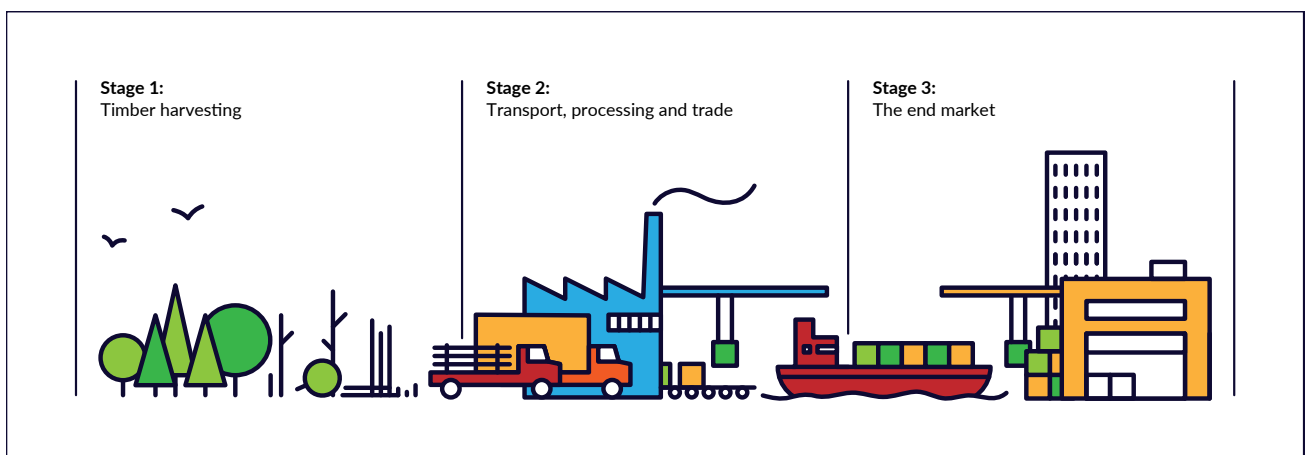 Stage 1:
Timber harvesting
Stage 2:
Transport, processing and trade
Stage 3:
The end market